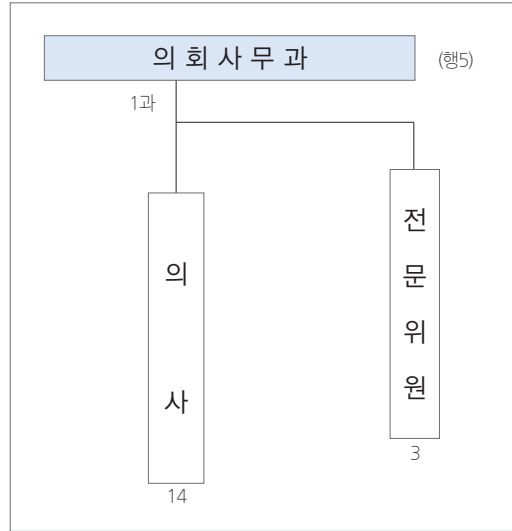 의 회 사 무 과
(행5)
1과
의 사
전 문 위 원
14
3